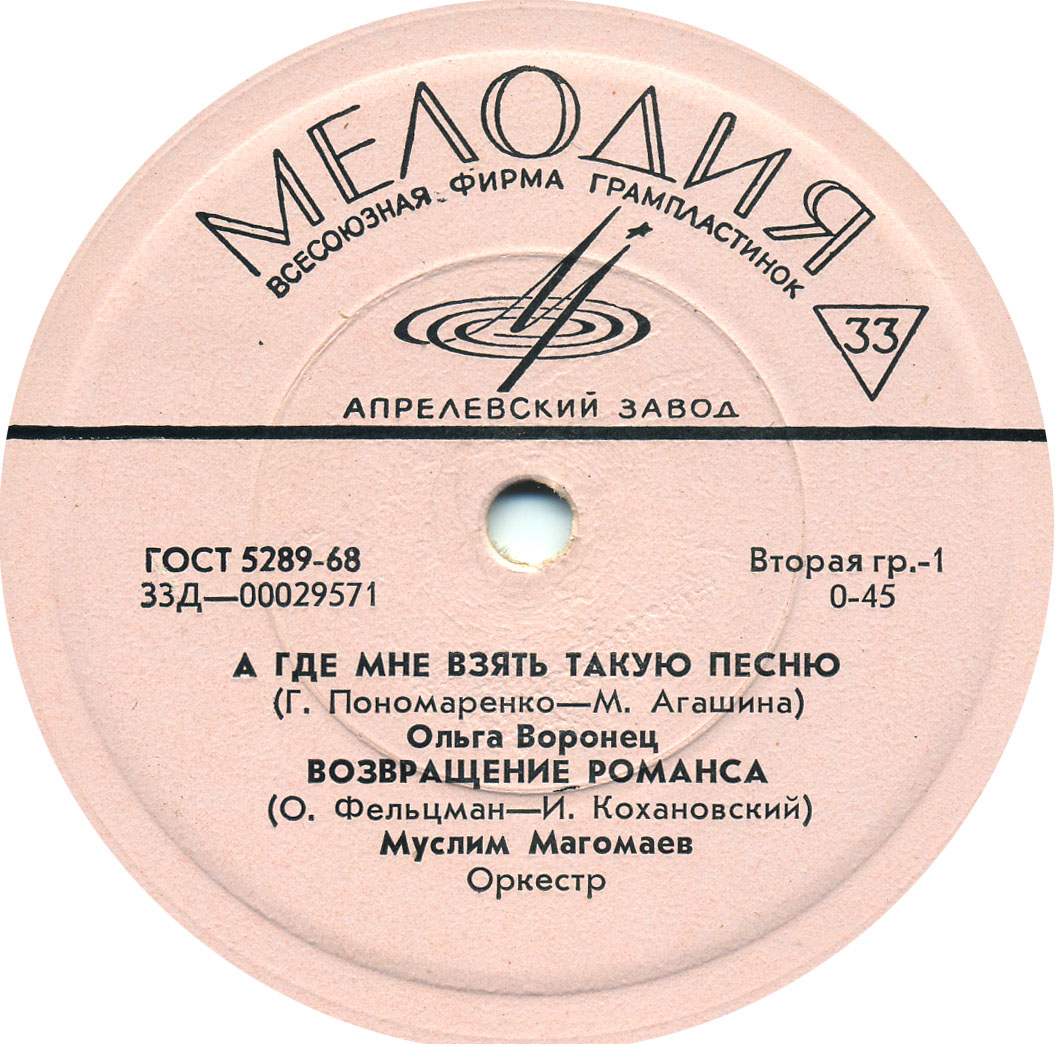 МЕЛОДИЯ
ВСЕСОЮЗНАЯ ФИРМА ГРАМПЛАСТИНОК
33
АПРЕЛЕВСКИЙ ЗАВОД
ГОСТ 5289-68
33Д—00029571
Вторая гр.-1
0-45
А ГДЕ МНЕ ВЗЯТЬ ТАКУЮ ПЕСНЮ
(Г. Пономаренко—М. Агашина)
Ольга Воронец
ВОЗВРАЩЕНИЕ РОМАНСА
(О. Фельцман—И. Кохановский)
Муслим Магомаев
Оркестр